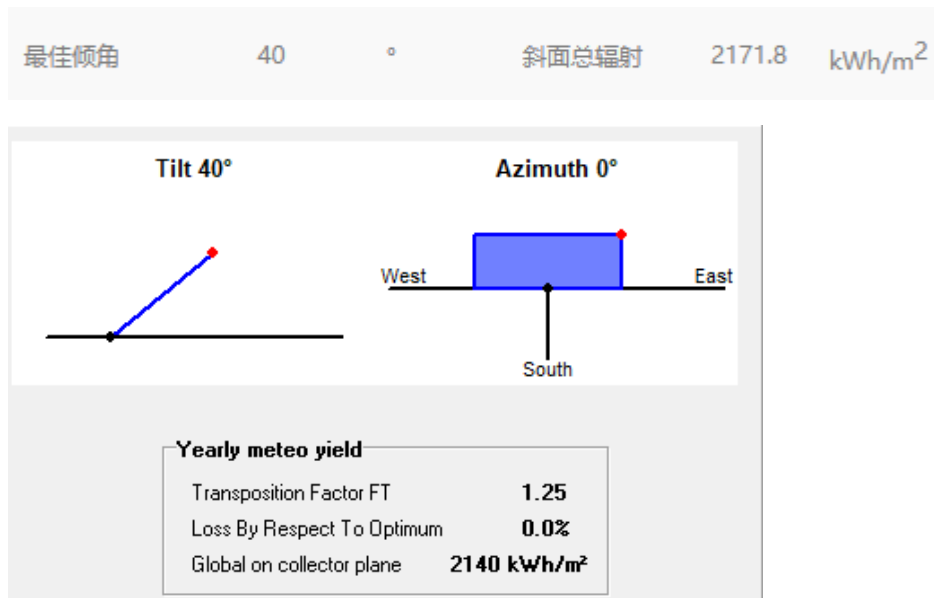 最佳倾角 40 ° 斜面总辐射 2171.8 kWh/m²
Tilt 40° Azimuth 0°
West East
South
Yearly meteo yield
Transposition Factor FT 1.25
Loss By Respect To Optimum 0.0%
Global on collector plane 2140 kWh/m²